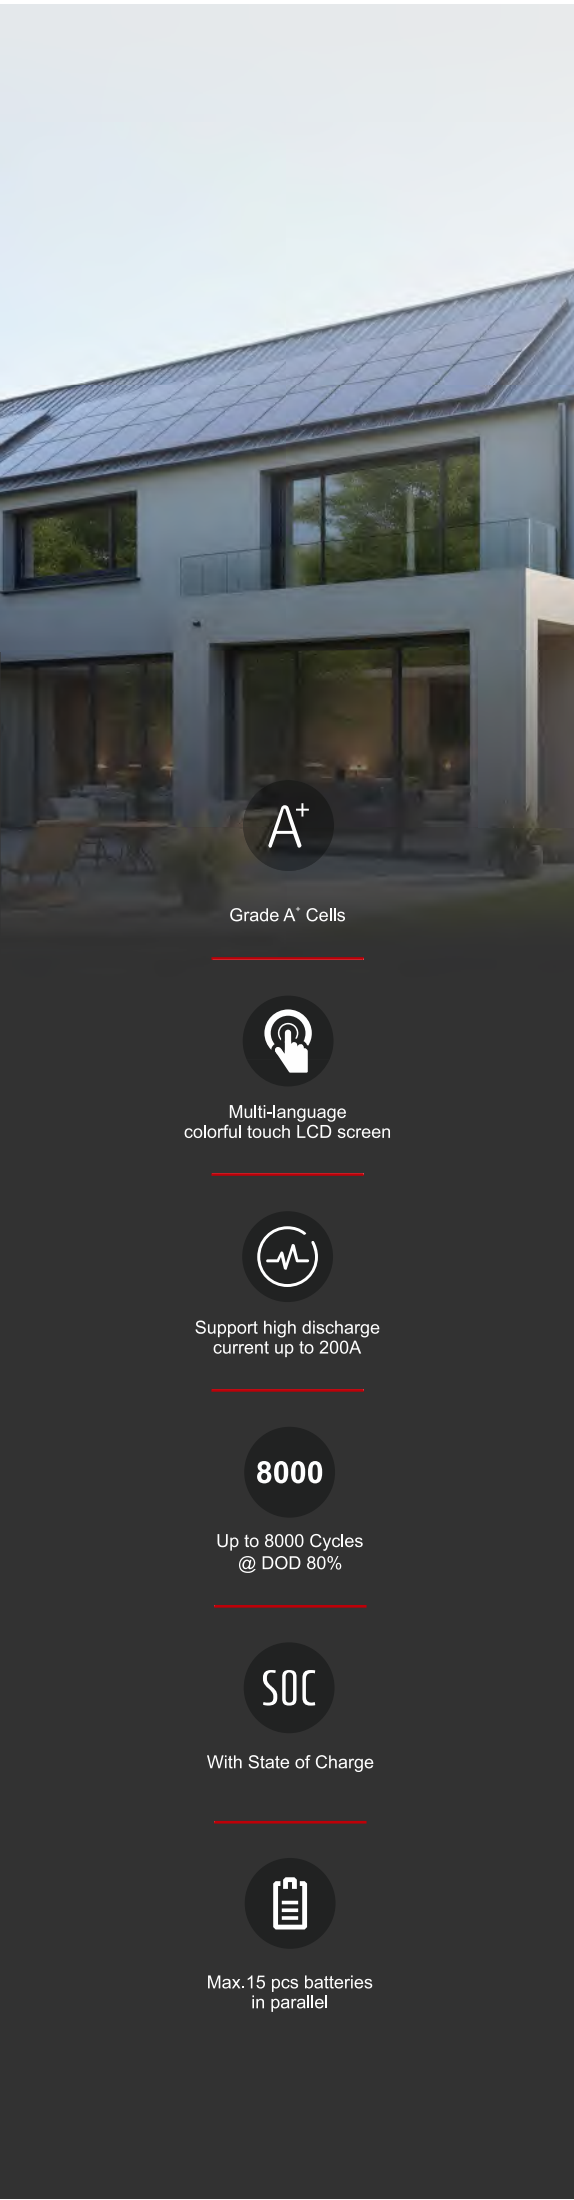 A+
Grade A+ Cells
Multi-language
colorful touch LCD screen
Support high discharge
current up to 200A
8000
Up to 8000 Cycles
@ DOD 80%
SOC
With State of Charge
Max.15 pcs batteries
in parallel